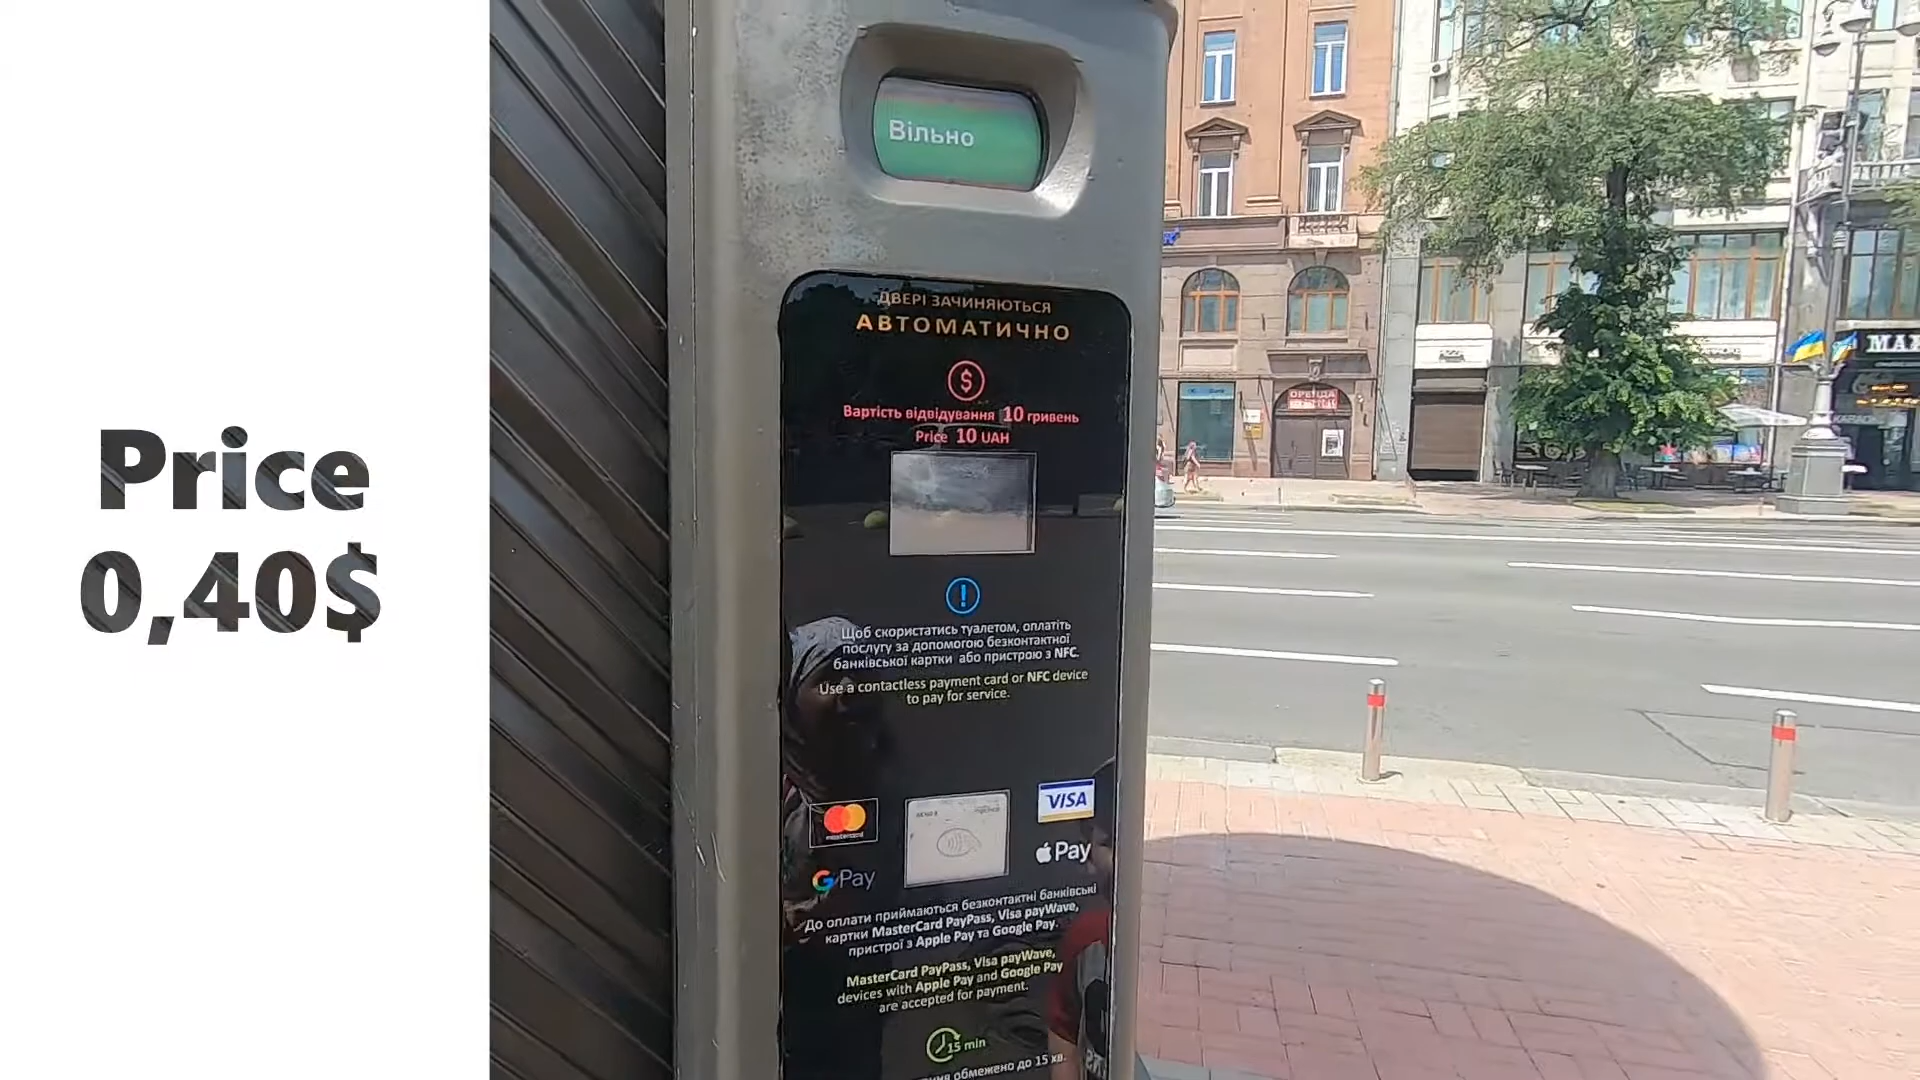 Price
0,40$
Вільно
ДВЕРІ ЗАЧИНЯЮТЬСЯ
АВТОМАТИЧНО
$
Вартість відвідування 10 гривень
Price 10 UAH
!
Щоб скористатись туалетом, оплатіть
послугу за допомогою безконтактної
банківської картки або пристрою з NFC.
Use a contactless payment card or NFC device
to pay for service.
mastercard
VISA
G Pay
Pay
До оплати приймаються безконтактні банківські
картки MasterCard PayPass, Visa payWave,
пристрої з Apple Pay та Google Pay.
MasterCard PayPass, Visa payWave,
devices with Apple Pay and Google Pay
are accepted for payment.
15 min
обмежено до 15 хв.
ОРЕНДА